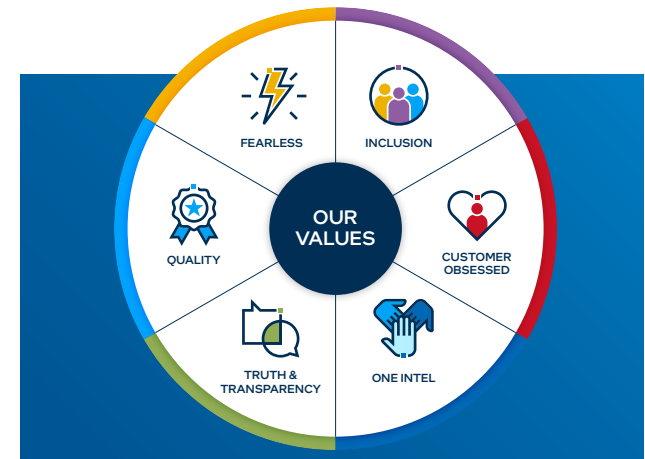 FEARLESS
INCLUSION
OUR
VALUES
QUALITY
CUSTOMER
OBSESSED
TRUTH &
TRANSPARENCY
ONE INTEL